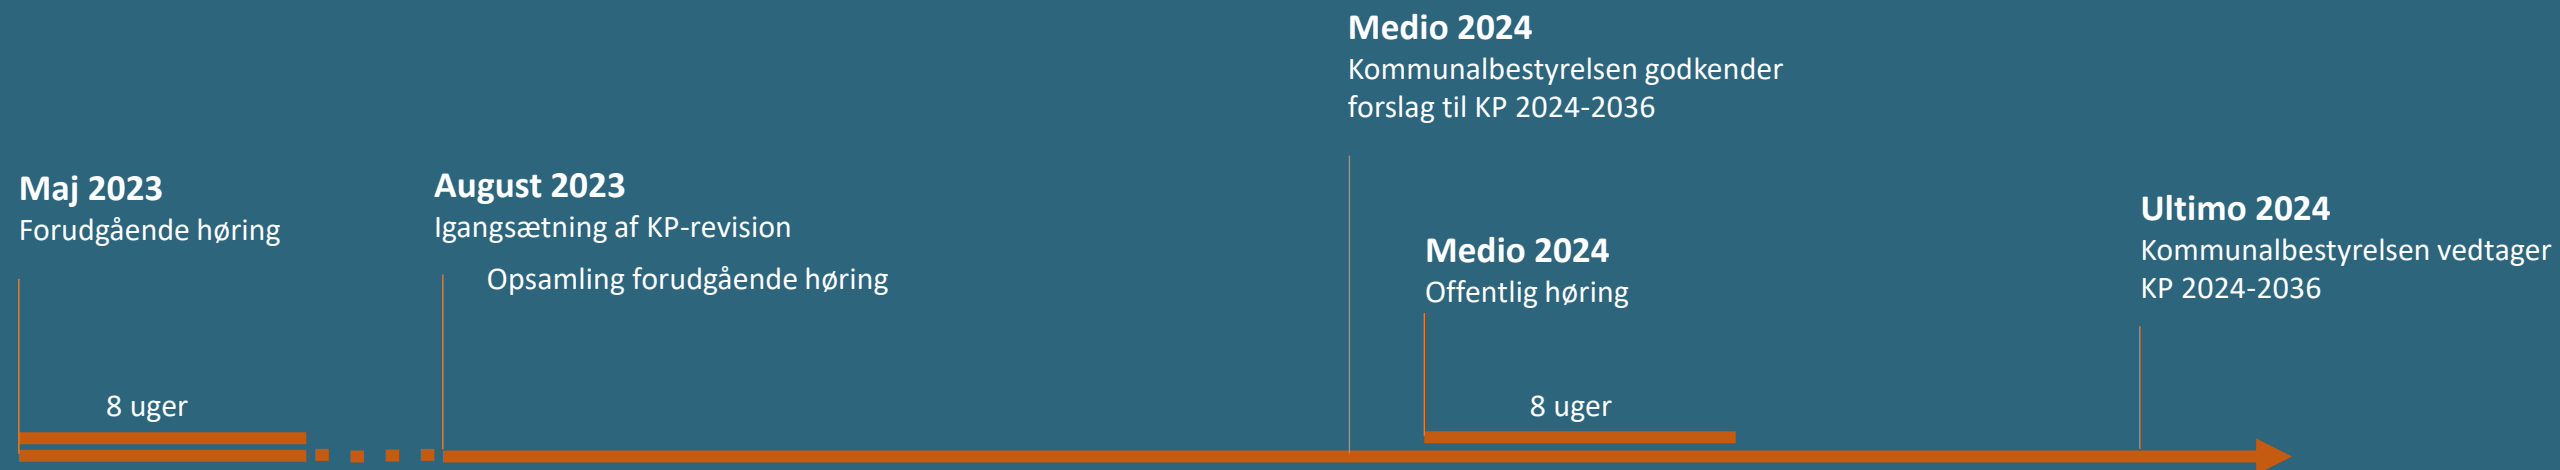 Maj 2023
Forudgående høring
8 uger
August 2023
Igangsætning af KP-revision
Opsamling forudgående høring
Medio 2024
Kommunalbestyrelsen godkender
forslag til KP 2024-2036
Medio 2024
Offentlig høring
8 uger
Ultimo 2024
Kommunalbestyrelsen vedtager
KP 2024-2036